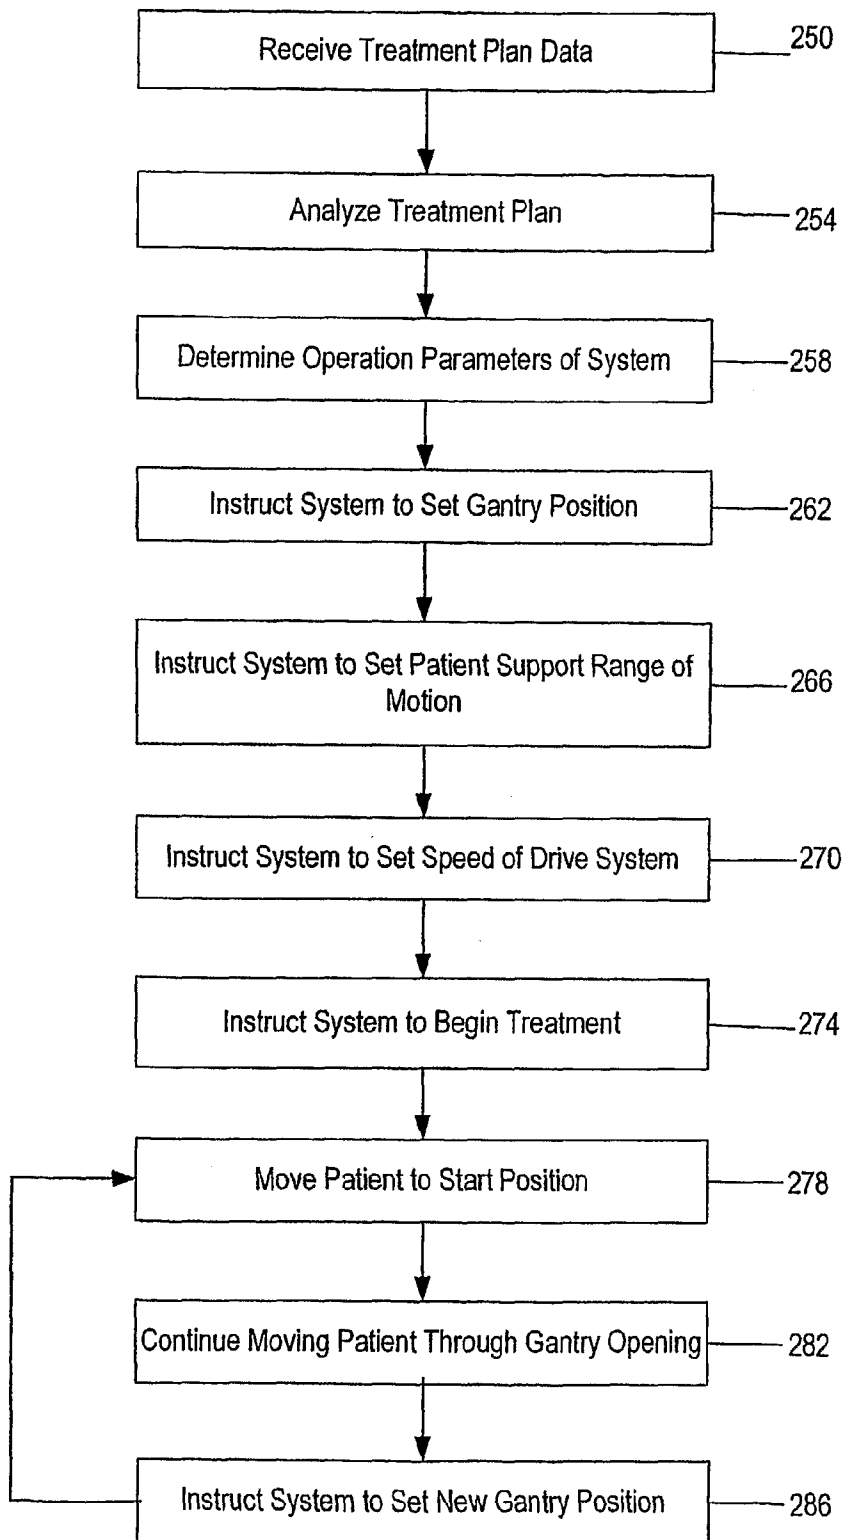 Receive Treatment Plan Data
250
Analyze Treatment Plan
254
Determine Operation Parameters of System
258
Instruct System to Set Gantry Position
262
Instruct System to Set Patient Support Range of
Motion
266
Instruct System to Set Speed of Drive System
270
Instruct System to Begin Treatment
274
Move Patient to Start Position
278
Continue Moving Patient Through Gantry Opening
282
Instruct System to Set New Gantry Position
286